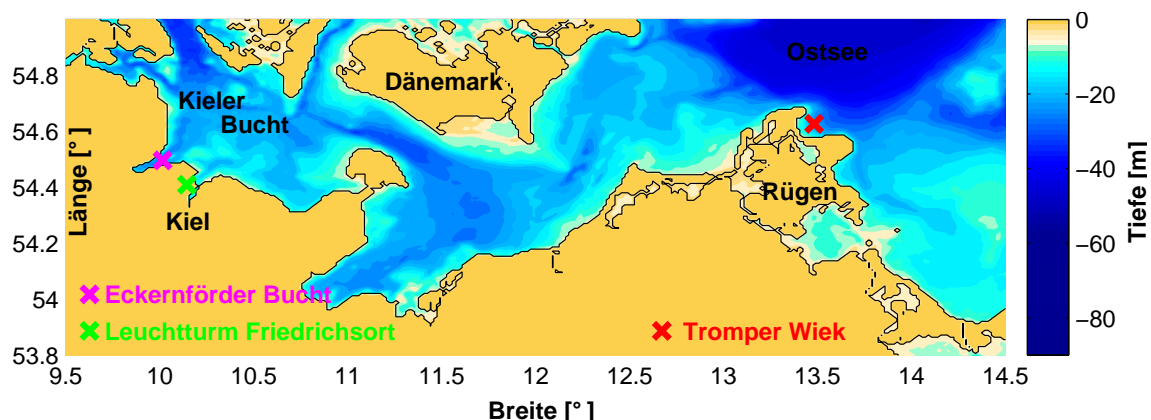 Ostsee
Dänemark
Kieler
Bucht
Rügen
Kiel
Eckernförder Bucht
Leuchtturm Friedrichsort
Tromper Wiek
54.8
54.6
54.4
54.2
54
53.8
Länge [°]
9.5 10 10.5 11 11.5 12 12.5 13 13.5 14 14.5
Breite [°]
0
−20
−40
−60
−80
Tiefe [m]